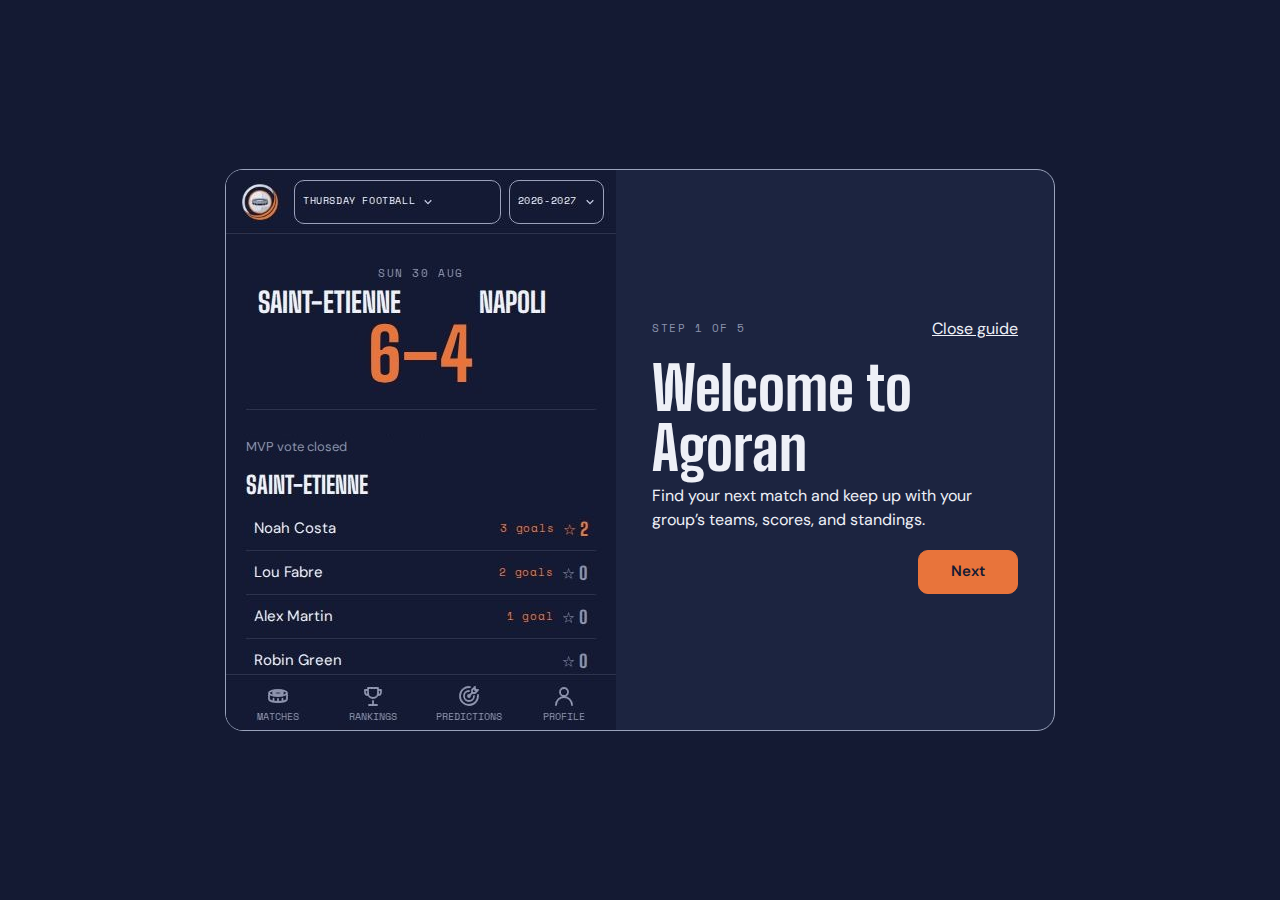 THURSDAY FOOTBALL
2026-2027
SUN 30 AUG
SAINT-ETIENNE NAPOLI
6–4
MVP vote closed
SAINT-ETIENNE
Noah Costa 3 goals ☆ 2
Lou Fabre 2 goals ☆ 0
Alex Martin 1 goal ☆ 0
Robin Green ☆ 0
MATCHES RANKINGS PREDICTIONS PROFILE
STEP 1 OF 5 Close guide
Welcome to
Agoran
Find your next match and keep up with your
group’s teams, scores, and standings.
Next